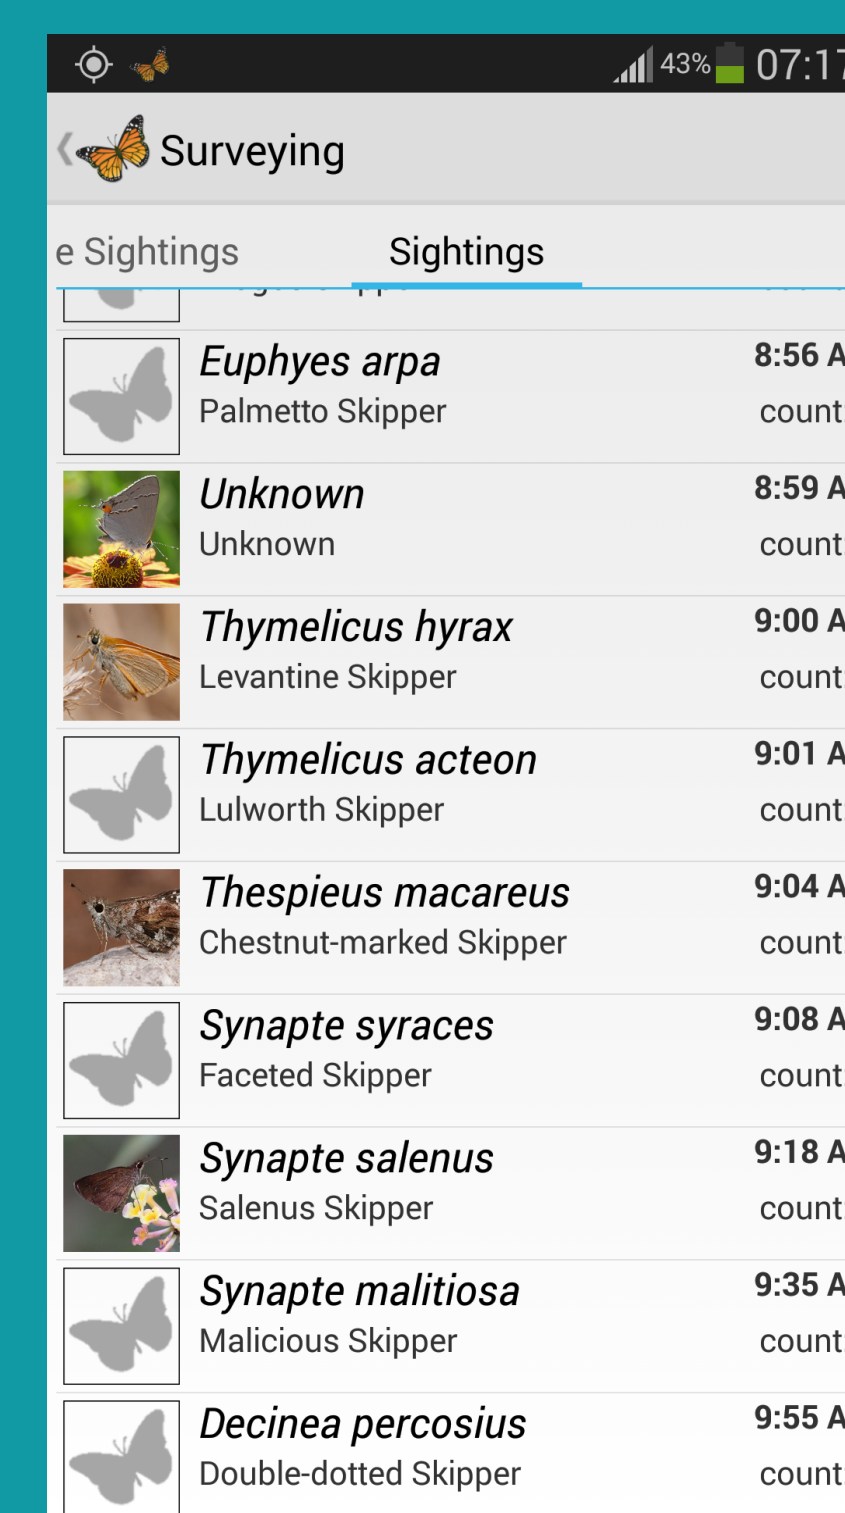 43% 07:17
Surveying
e Sightings Sightings
Euphyes arpa 8:56 A
Palmetto Skipper count:
Unknown 8:59 A
Unknown count:
Thymelicus hyrax 9:00 A
Levantine Skipper count:
Thymelicus acteon 9:01 A
Lulworth Skipper count:
Thespieus macareus 9:04 A
Chestnut-marked Skipper count:
Synapte syraces 9:08 A
Faceted Skipper count:
Synapte salenus 9:18 A
Salenus Skipper count:
Synapte malitiosa 9:35 A
Malicious Skipper count:
Decinea percosius 9:55 A
Double-dotted Skipper count: